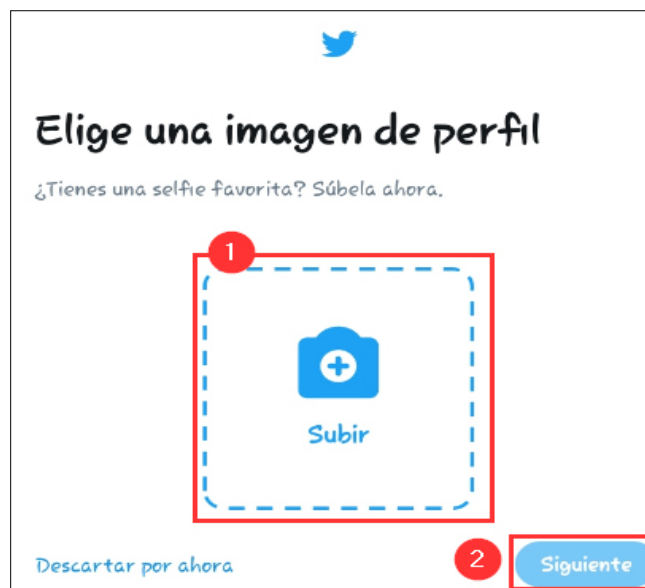 Elige una imagen de perfil
¿Tienes una selfie favorita? Súbela ahora.
1
Subir
Descartar por ahora
2
Siguiente